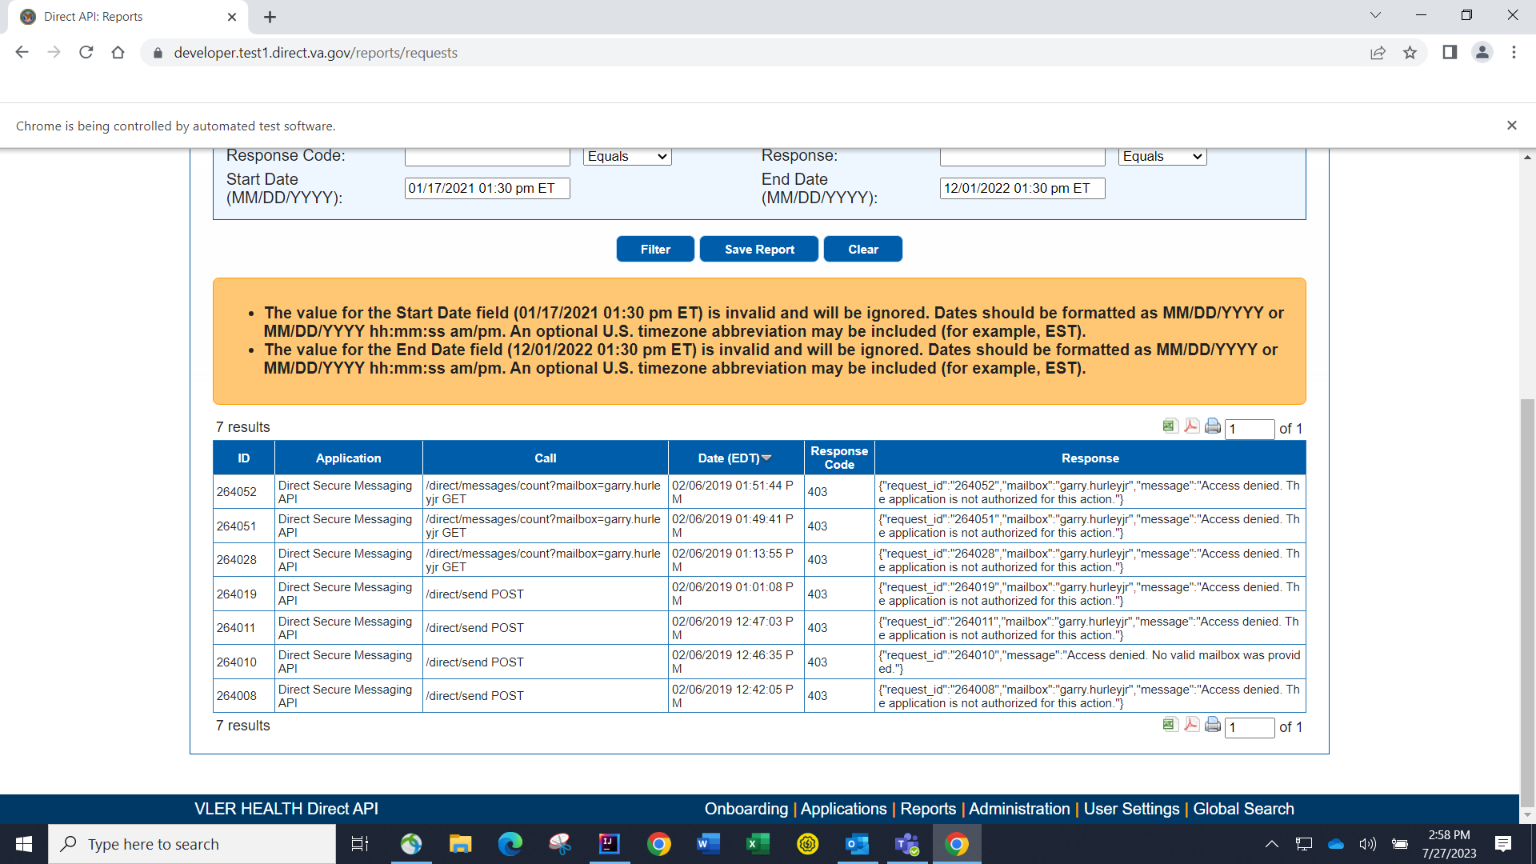 Direct API: Reports
developer.test1.direct.va.gov/reports/requests
Chrome is being controlled by automated test software.
Response Code: Equals Response: Equals
Start Date
(MM/DD/YYYY): 01/17/2021 01:30 pm ET End Date
(MM/DD/YYYY): 12/01/2022 01:30 pm ET
Filter Save Report Clear
• The value for the Start Date field (01/17/2021 01:30 pm ET) is invalid and will be ignored. Dates should be formatted as MM/DD/YYYY or
MM/DD/YYYY hh:mm:ss am/pm. An optional U.S. timezone abbreviation may be included (for example, EST).
• The value for the End Date field (12/01/2022 01:30 pm ET) is invalid and will be ignored. Dates should be formatted as MM/DD/YYYY or
MM/DD/YYYY hh:mm:ss am/pm. An optional U.S. timezone abbreviation may be included (for example, EST).
7 results 1 of 1
ID Application Call Date (EDT) Response Code Response
264052 Direct Secure Messaging API /direct/messages/count?mailbox=garry.hurleyjr GET 02/06/2019 01:51:44 PM 403 {"request_id":"264052","mailbox":"garry.hurleyjr","message":"Access denied. The application is not authorized for this action."}
264051 Direct Secure Messaging API /direct/messages/count?mailbox=garry.hurleyjr GET 02/06/2019 01:49:41 PM 403 {"request_id":"264051","mailbox":"garry.hurleyjr","message":"Access denied. The application is not authorized for this action."}
264028 Direct Secure Messaging API /direct/messages/count?mailbox=garry.hurleyjr GET 02/06/2019 01:13:55 PM 403 {"request_id":"264028","mailbox":"garry.hurleyjr","message":"Access denied. The application is not authorized for this action."}
264019 Direct Secure Messaging API /direct/send POST 02/06/2019 01:01:08 PM 403 {"request_id":"264019","mailbox":"garry.hurleyjr","message":"Access denied. The application is not authorized for this action."}
264011 Direct Secure Messaging API /direct/send POST 02/06/2019 12:47:03 PM 403 {"request_id":"264011","mailbox":"garry.hurleyjr","message":"Access denied. The application is not authorized for this action."}
264010 Direct Secure Messaging API /direct/send POST 02/06/2019 12:46:35 PM 403 {"request_id":"264010","message":"Access denied. No valid mailbox was provided."}
264008 Direct Secure Messaging API /direct/send POST 02/06/2019 12:42:05 PM 403 {"request_id":"264008","mailbox":"garry.hurleyjr","message":"Access denied. The application is not authorized for this action."}
7 results 1 of 1
VLER HEALTH Direct API Onboarding | Applications | Reports | Administration | User Settings | Global Search
Type here to search
2:58 PM
7/27/2023